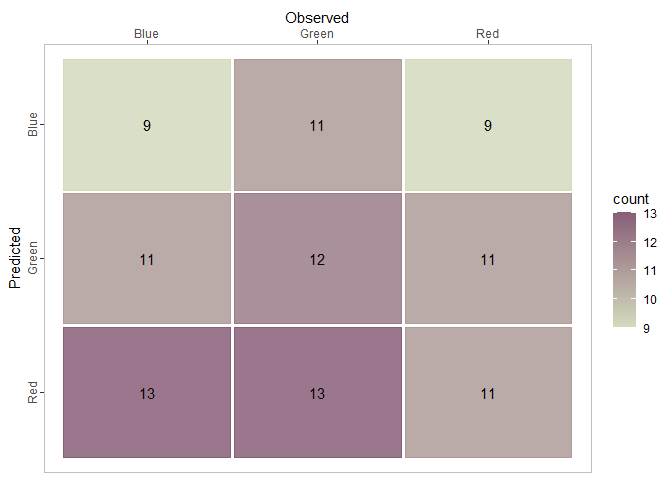 Observed
Blue Green Red
Predicted
Blue
9 11 9
Green
11 12 11
Red
13 13 11
count
13
12
11
10
9